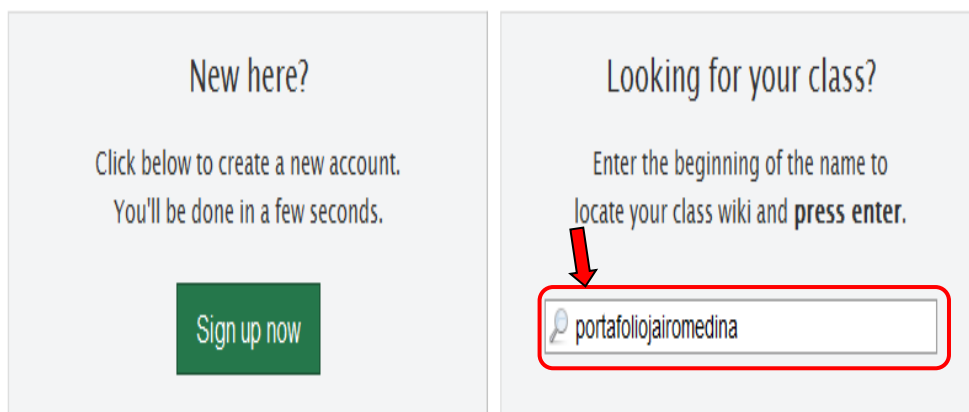 New here?
Click below to create a new account.
You'll be done in a few seconds.
Sign up now
Looking for your class?
Enter the beginning of the name to
locate your class wiki and press enter.
portafoliojairomedina